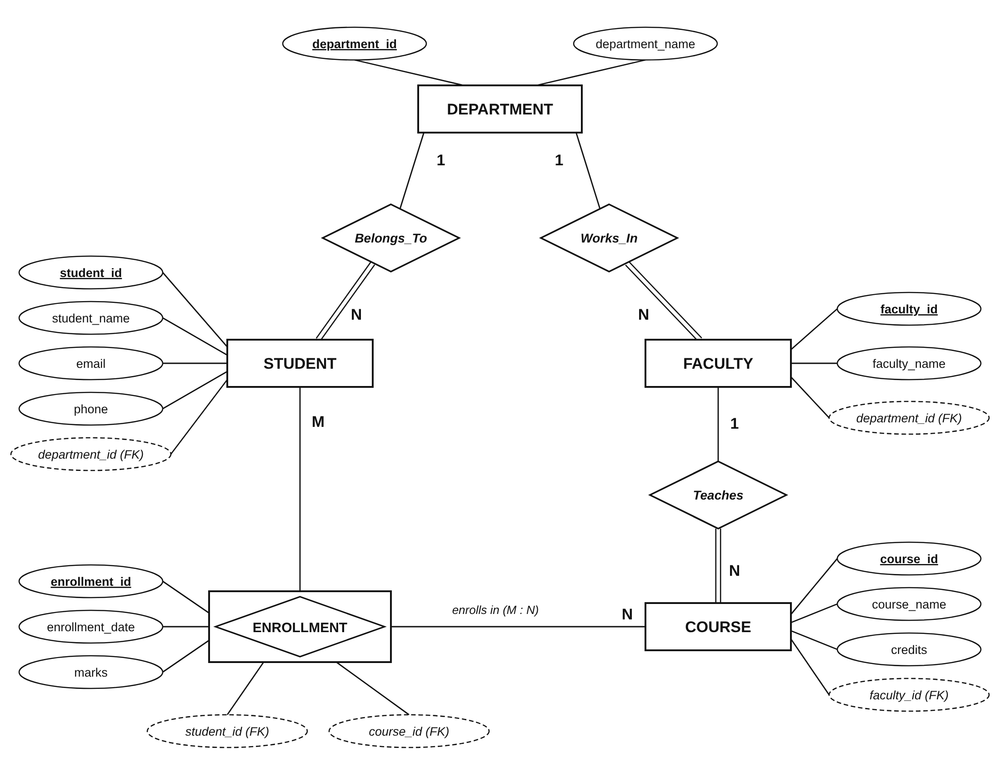 department_id
department_name
DEPARTMENT
1
1
Belongs_To
Works_In
student_id
student_name
email
phone
department_id (FK)
N
N
STUDENT
FACULTY
faculty_id
faculty_name
department_id (FK)
M
1
Teaches
N
enrollment_id
enrollment_date
marks
ENROLLMENT
enrolls in (M : N)
N
COURSE
course_id
course_name
credits
faculty_id (FK)
student_id (FK)
course_id (FK)